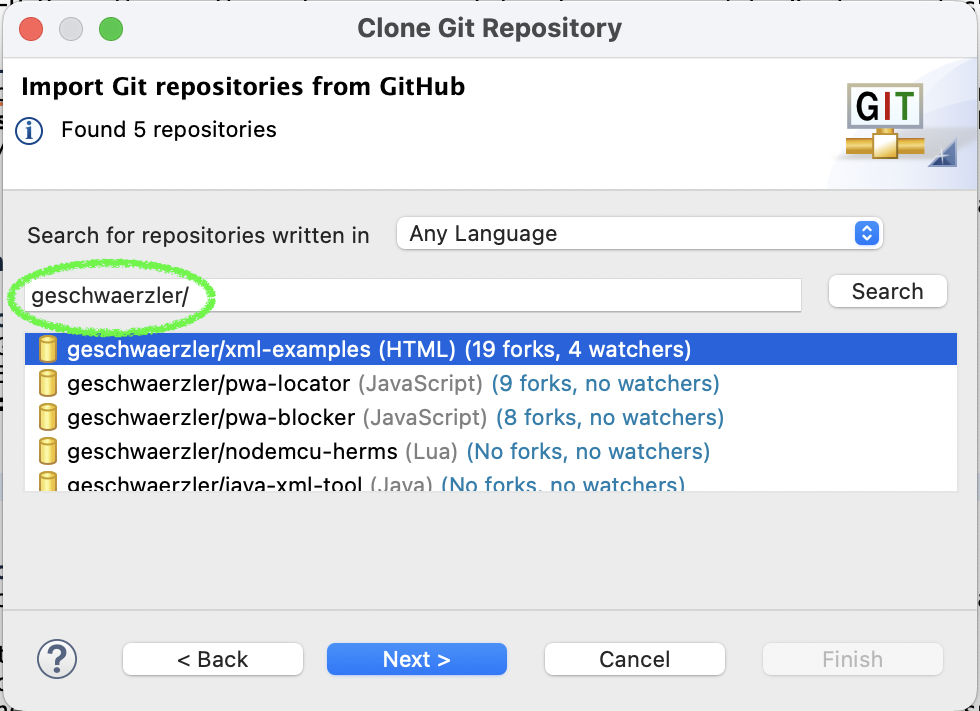 Clone Git Repository
Import Git repositories from GitHub
GIT
Found 5 repositories
Search for repositories written in Any Language
geschwaerzler/ Search
geschwaerzler/xml-examples (HTML) (19 forks, 4 watchers)
geschwaerzler/pwa-locator (JavaScript) (9 forks, no watchers)
geschwaerzler/pwa-blocker (JavaScript) (8 forks, no watchers)
geschwaerzler/nodemcu-herms (Lua) (No forks, no watchers)
geschwaerzler/java-xml-tool (Java) (No forks, no watchers)
? < Back Next > Cancel Finish